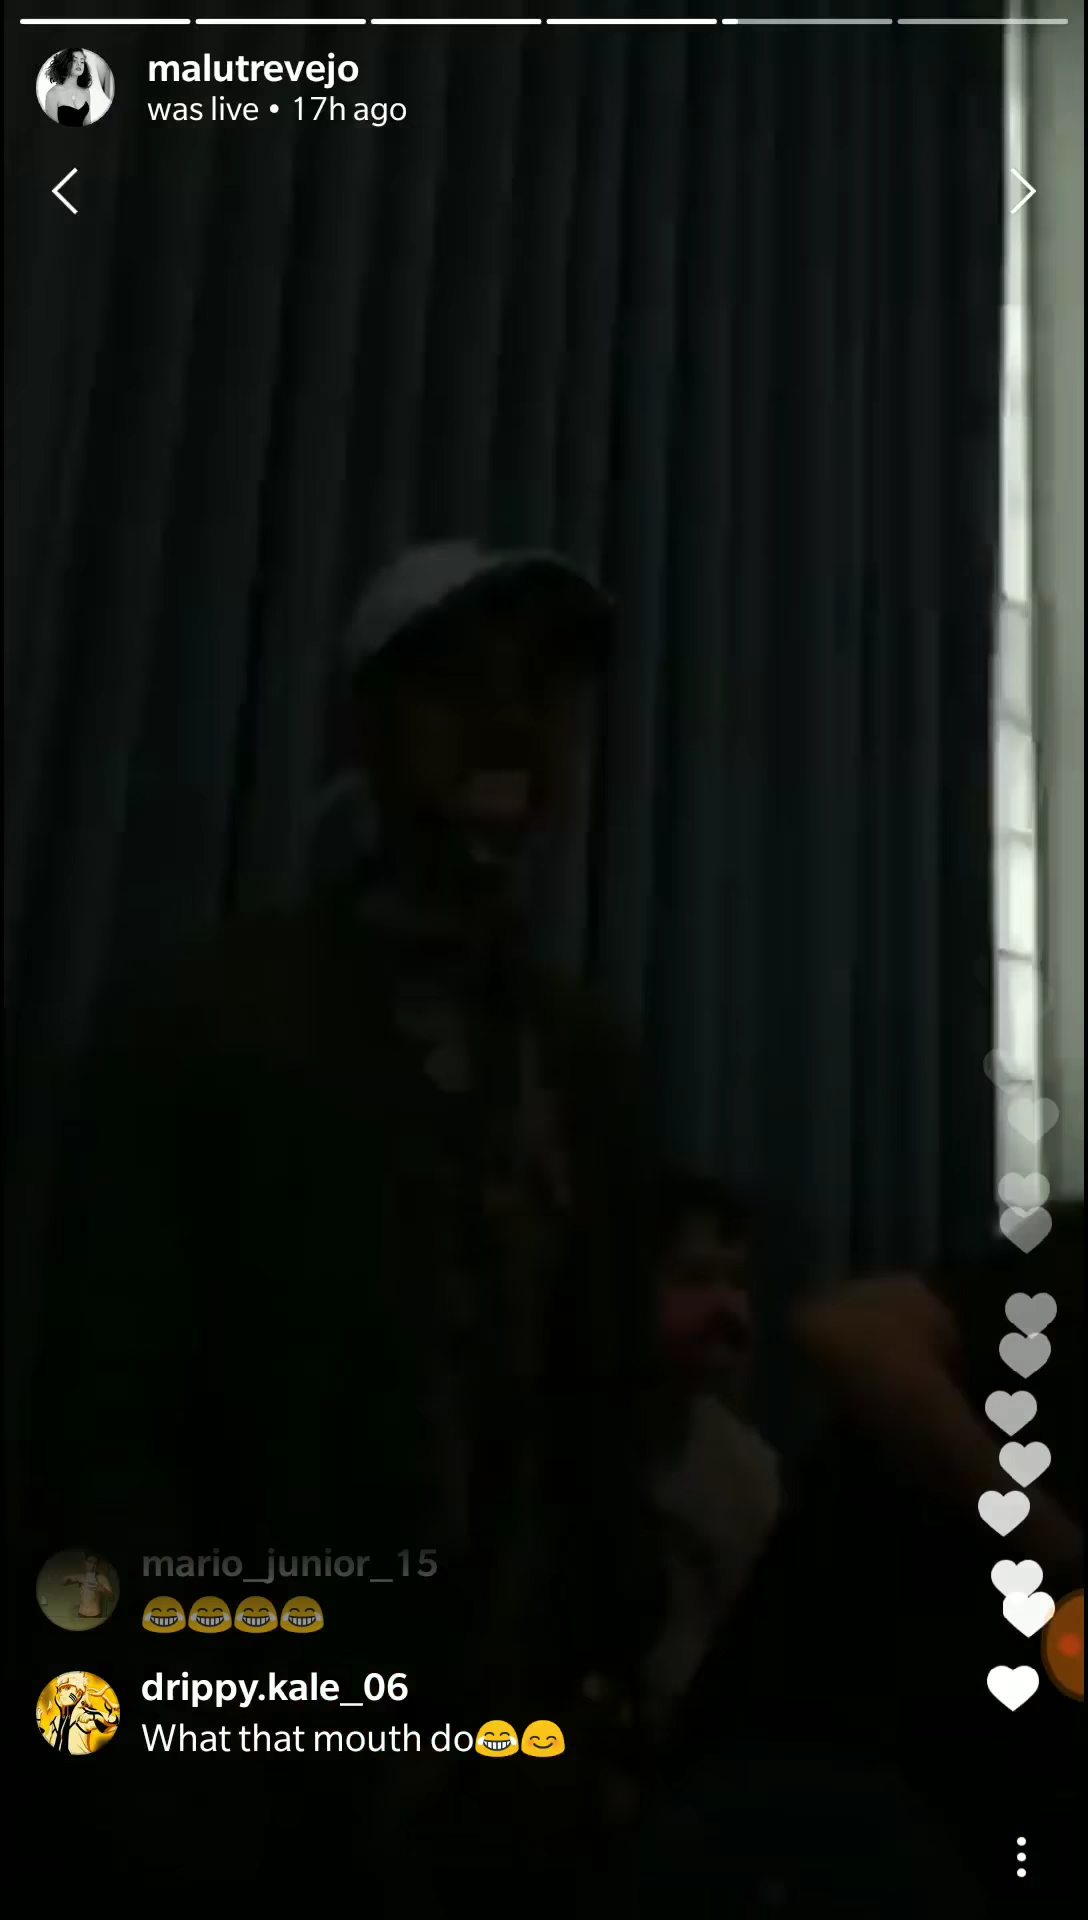 malutrevejo
was live • 17h ago
mario_junior_15
😂😂😂😂
drippy.kale_06
What that mouth do😂😊